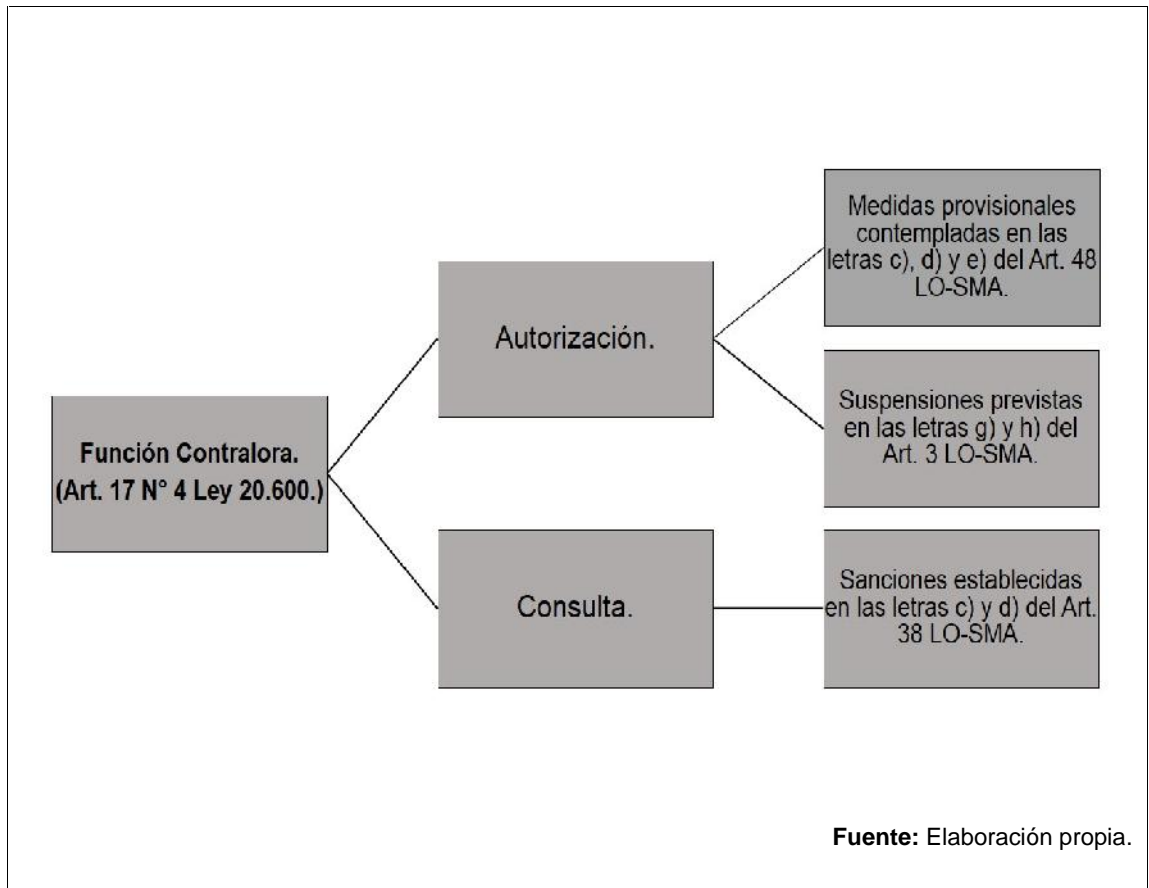 Función Contralora.
(Art. 17 N° 4 Ley 20.600.)
Autorización.
Medidas provisionales
contempladas en las
letras c), d) y e) del Art. 48
LO-SMA.
Suspensiones previstas
en las letras g) y h) del
Art. 3 LO-SMA.
Consulta.
Sanciones establecidas
en las letras c) y d) del Art.
38 LO-SMA.
Fuente: Elaboración propia.